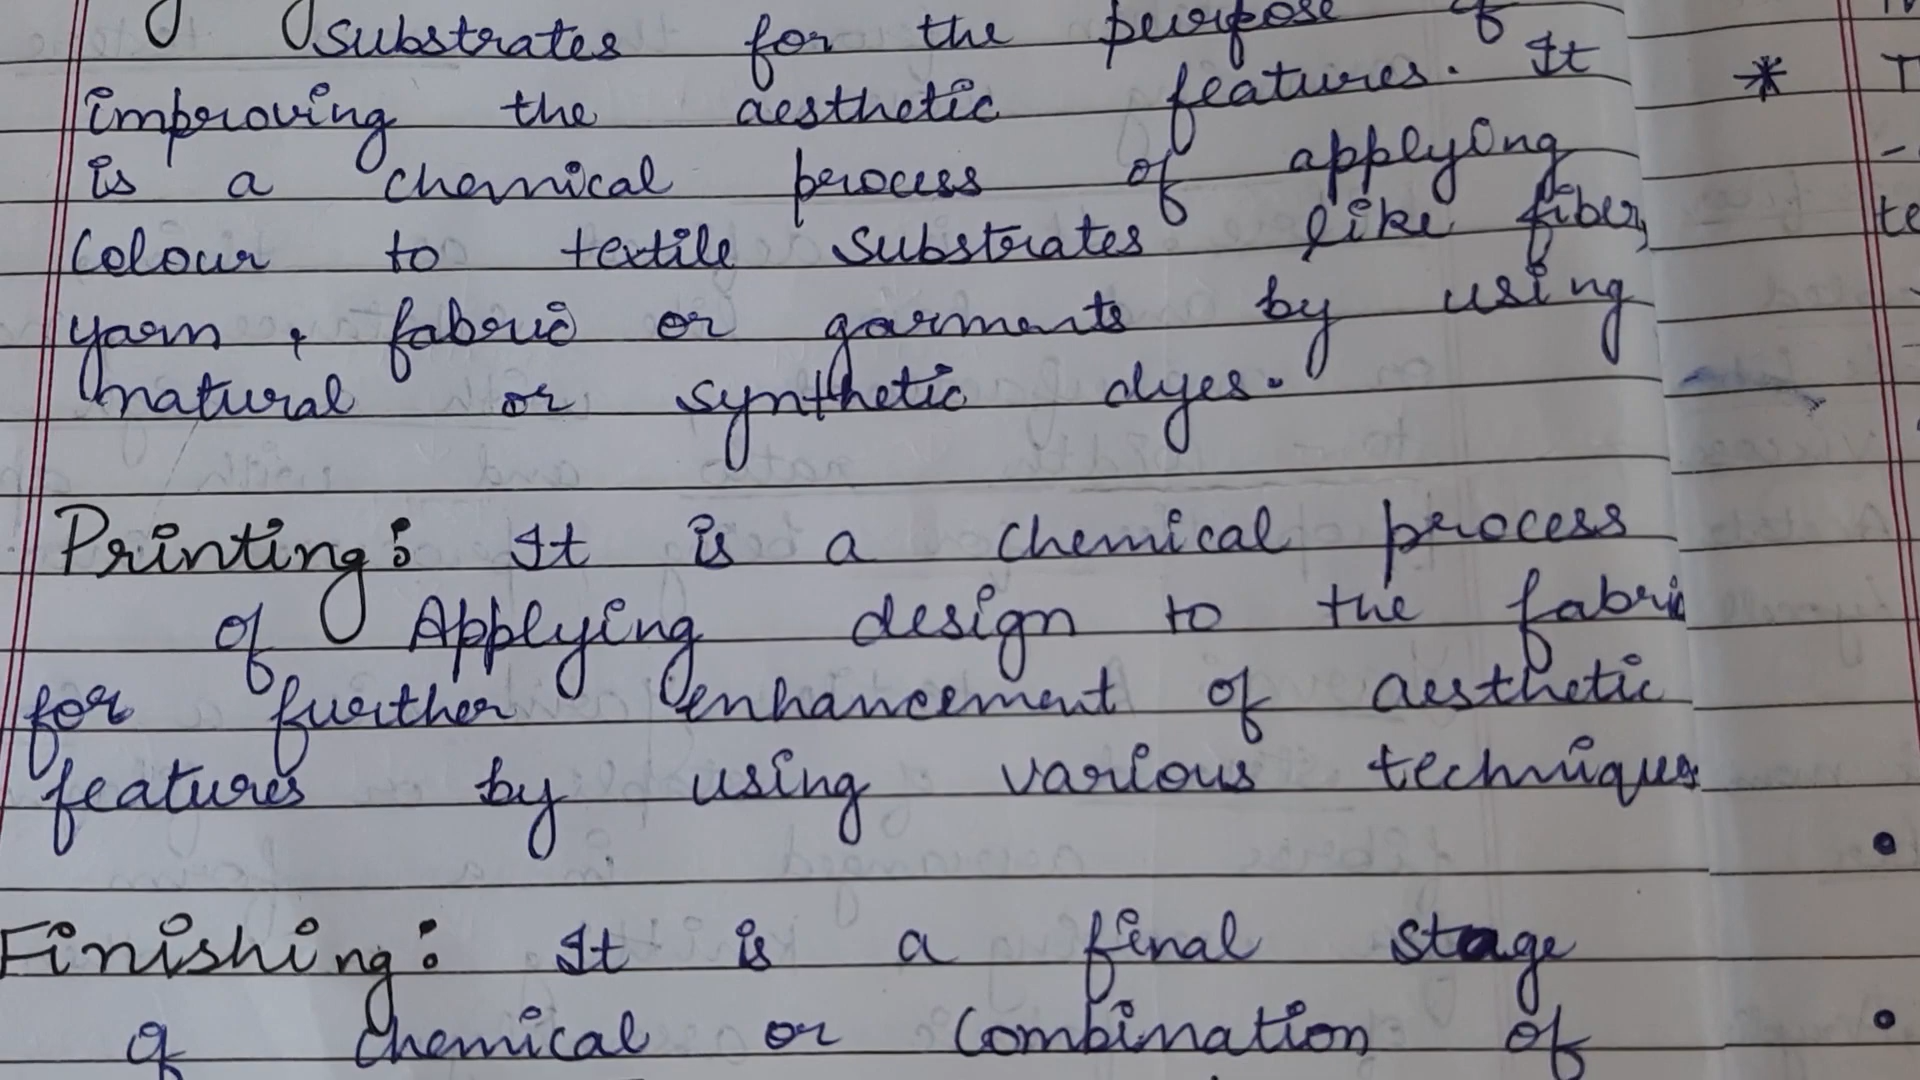 substrates for the purpose of
improving the aesthetic features. It
is a chemical process of applying
colour to textile substrates like fiber,
yarn, fabric or garments by using
natural or synthetic dyes.
Printing: It is a chemical process
of Applying design to the fabric
for further enhancement of aesthetic
features by using various techniques
Finishing: It is a final stage
of chemical or combination of
*
te